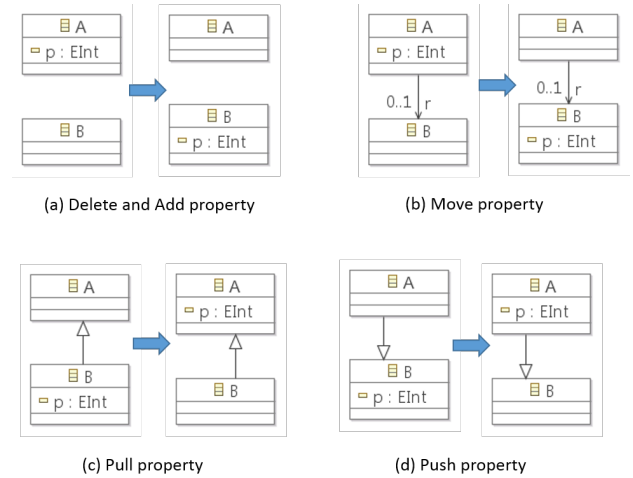 A
p : EInt
B
A
B
p : EInt
(a) Delete and Add property
A
p : EInt
0..1 r
B
A
0..1 r
B
p : EInt
(b) Move property
A
B
p : EInt
A
p : EInt
B
(c) Pull property
A
B
p : EInt
A
p : EInt
B
(d) Push property